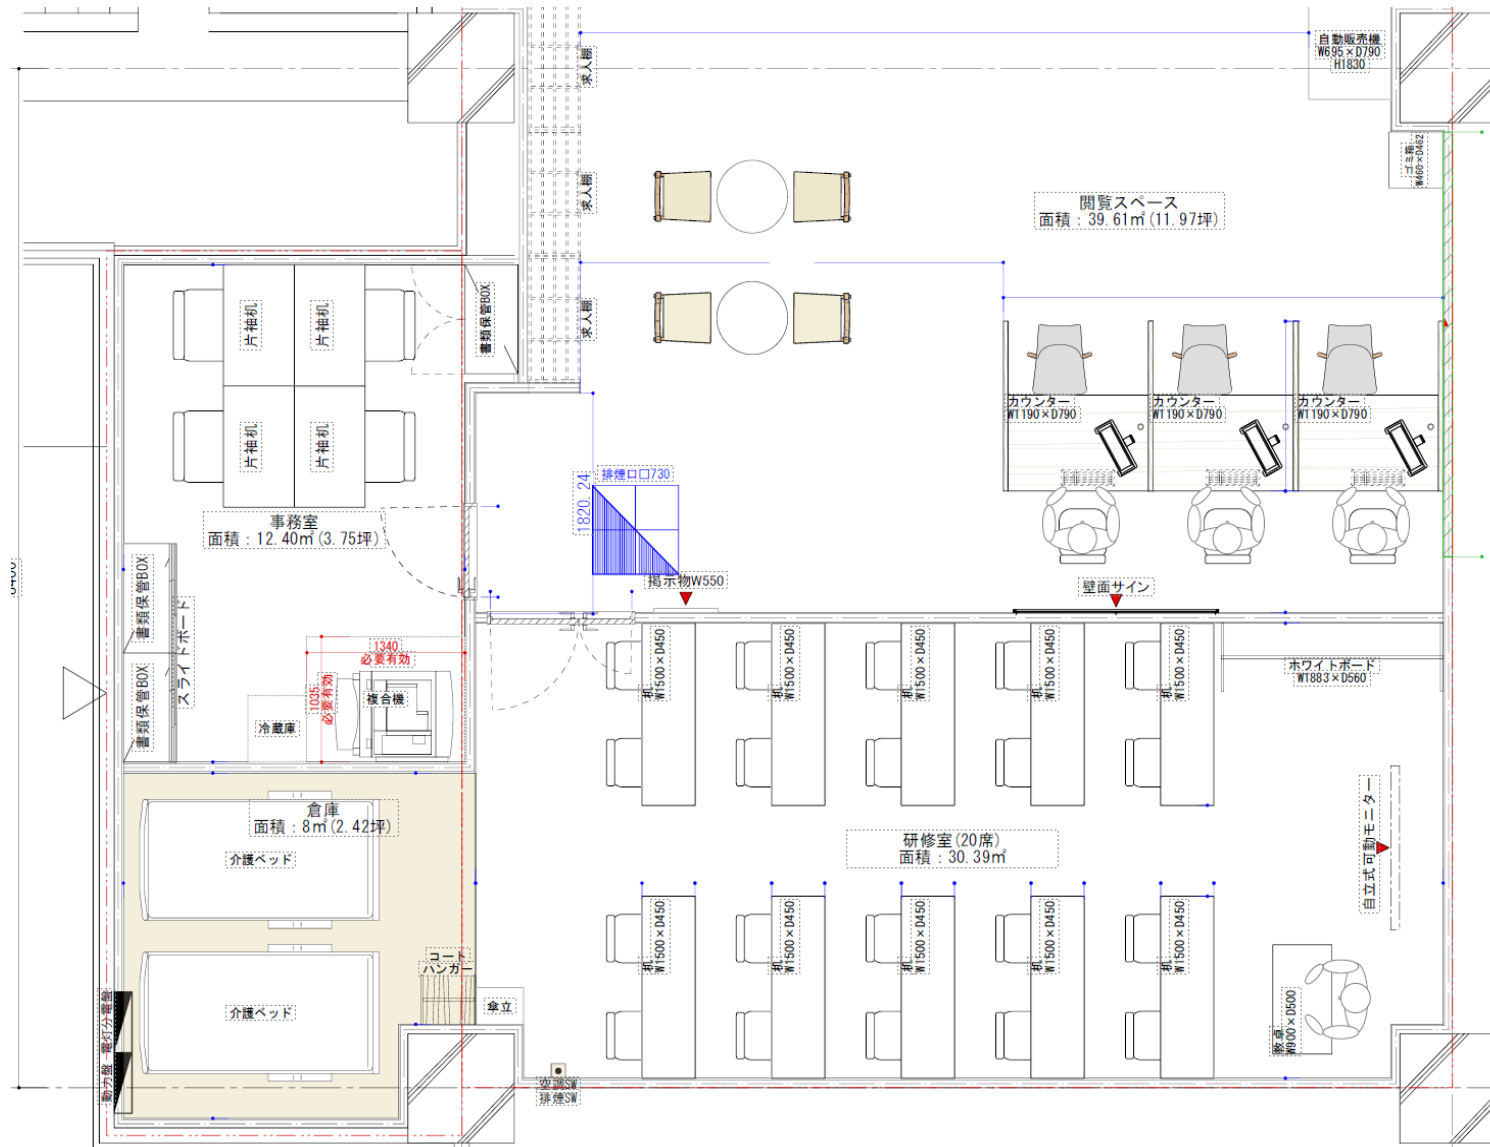 自動販売機
W695×D790
H1830
求人棚
ゴミ箱
W460×D462
求人棚
閲覧スペース
面積：39.61㎡(11.97坪)
求人棚
書類保管BOX
片袖机
片袖机
片袖机
片袖机
カウンター
W1190×D790
カウンター
W1190×D790
カウンター
W1190×D790
排煙口□730
1820.24
事務室
面積：12.40㎡(3.75坪)
掲示物W550
壁面サイン
書類保管BOX
スライドボード
書類保管BOX
1340
必要有効
1035
必要有効
複合機
冷蔵庫
机
W1500×D450
机
W1500×D450
机
W1500×D450
机
W1500×D450
机
W1500×D450
ホワイトボード
W1883×D560
倉庫
面積：8㎡(2.42坪)
介護ベッド
研修室(20席)
面積：30.39㎡
自立式可動モニター
机
W1500×D450
机
W1500×D450
机
W1500×D450
机
W1500×D450
机
W1500×D450
コート
ハンガー
傘立
介護ベッド
電灯分電盤
動力盤
教卓
W900×D500
空調SW
排煙SW